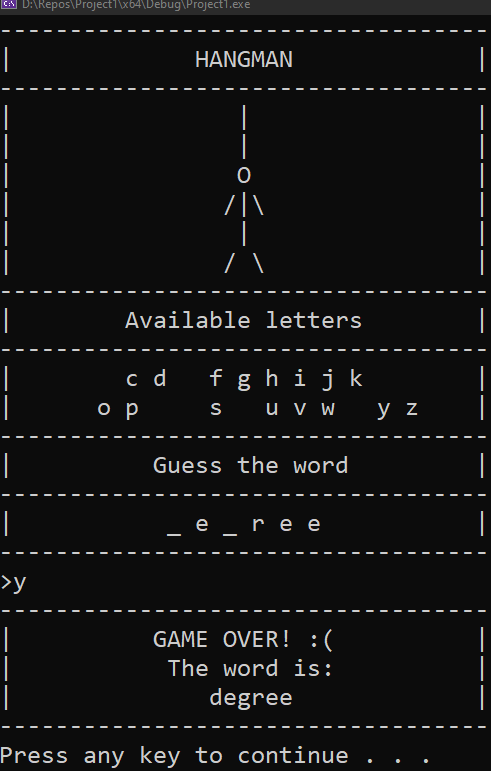 D:\Repos\Project1\x64\Debug\Project1.exe
-----------------------------------
|             HANGMAN             |
-----------------------------------
|                |                |
|                |                |
|                O                |
|               /|\               |
|                |                |
|               / \               |
-----------------------------------
|        Available letters        |
-----------------------------------
|        c d   f g h i j k        |
|      o p     s   u v w   y z    |
-----------------------------------
|          Guess the word         |
-----------------------------------
|           _ e _ r e e           |
-----------------------------------
>y
-----------------------------------
|          GAME OVER! :(          |
|           The word is:          |
|              degree             |
-----------------------------------
Press any key to continue . . .